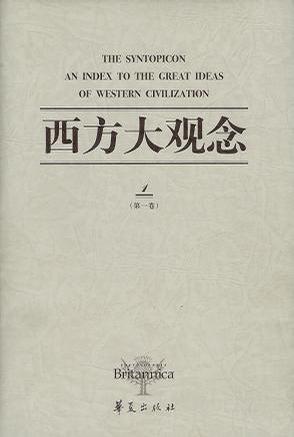 THE SYNTOPICON
AN INDEX TO THE GREAT IDEAS
OF WESTERN CIVILIZATION
西方大观念
1
(第一卷)
Britannica
华夏出版社